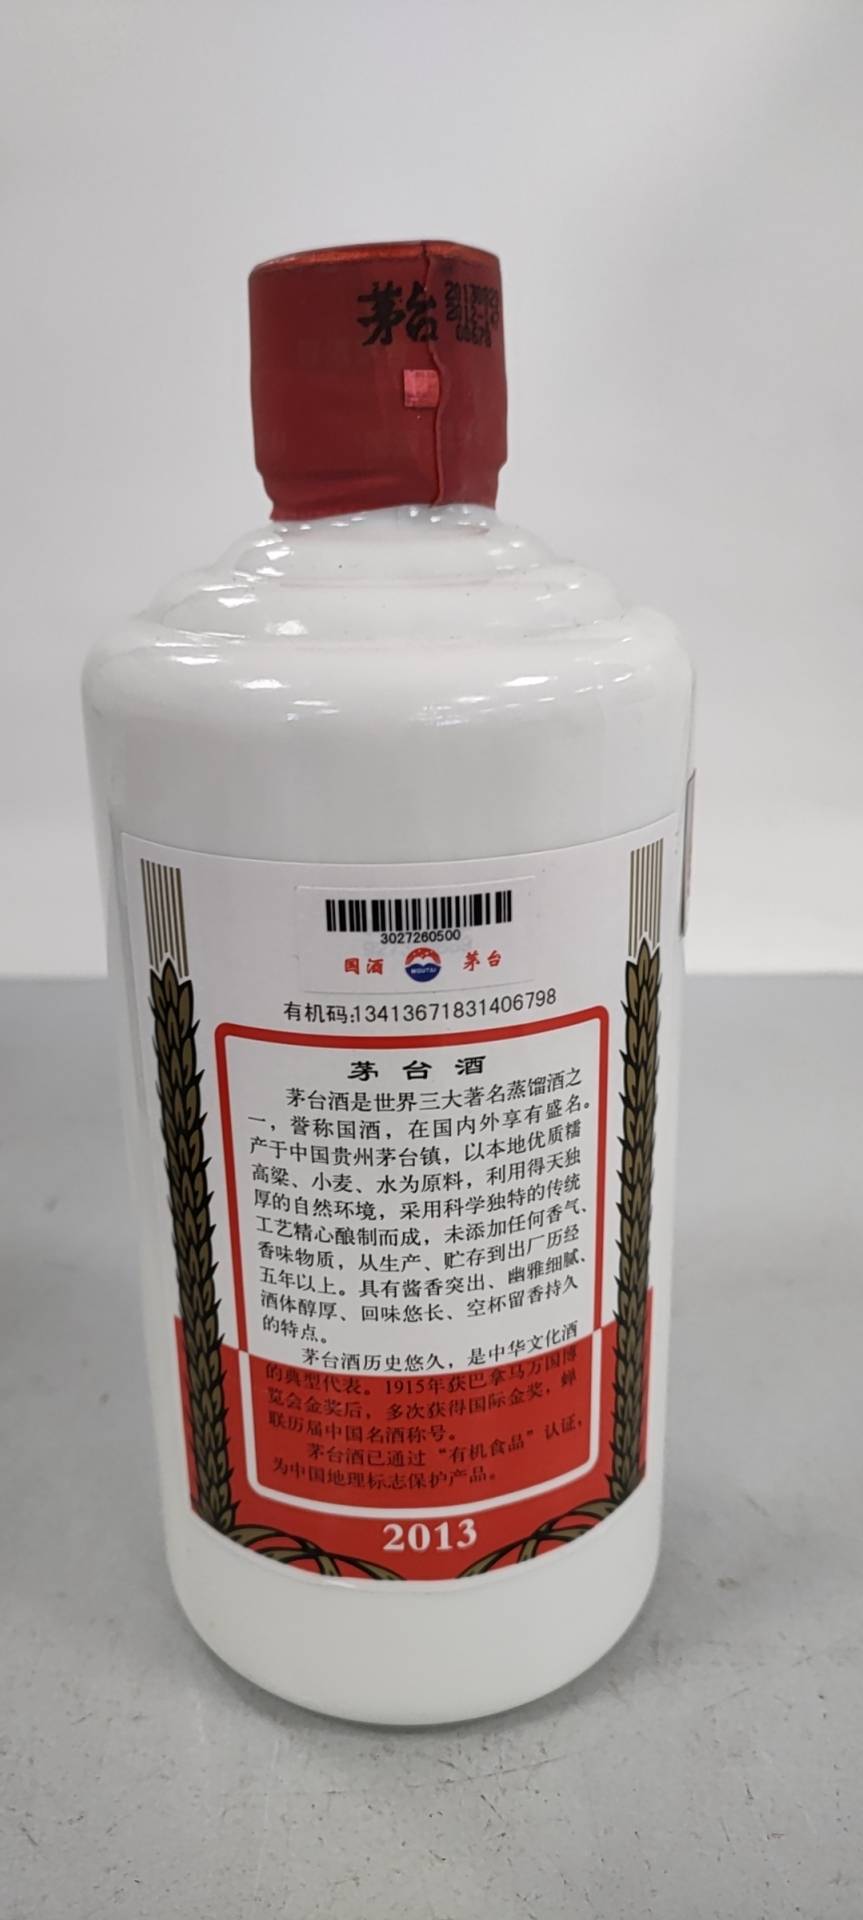 茅台
3027260500
国酒 MOUTAI 茅台
有机码:13413671831406798
茅台酒
茅台酒是世界三大著名蒸馏酒之
一，誉称国酒，在国内外享有盛名。
产于中国贵州茅台镇，以本地优质糯
高粱、小麦、水为原料，利用得天独
厚的自然环境，采用科学独特的传统
工艺精心酿制而成，未添加任何香气、
香味物质，从生产、贮存到出厂历经
五年以上。具有酱香突出、幽雅细腻、
酒体醇厚、回味悠长、空杯留香持久
的特点。
茅台酒历史悠久，是中华文化酒
的典型代表。1915年获巴拿马万国博
览会金奖后，多次获得国际金奖，蝉
联历届中国名酒称号。
茅台酒已通过“有机食品”认证，
为中国地理标志保护产品。
2013